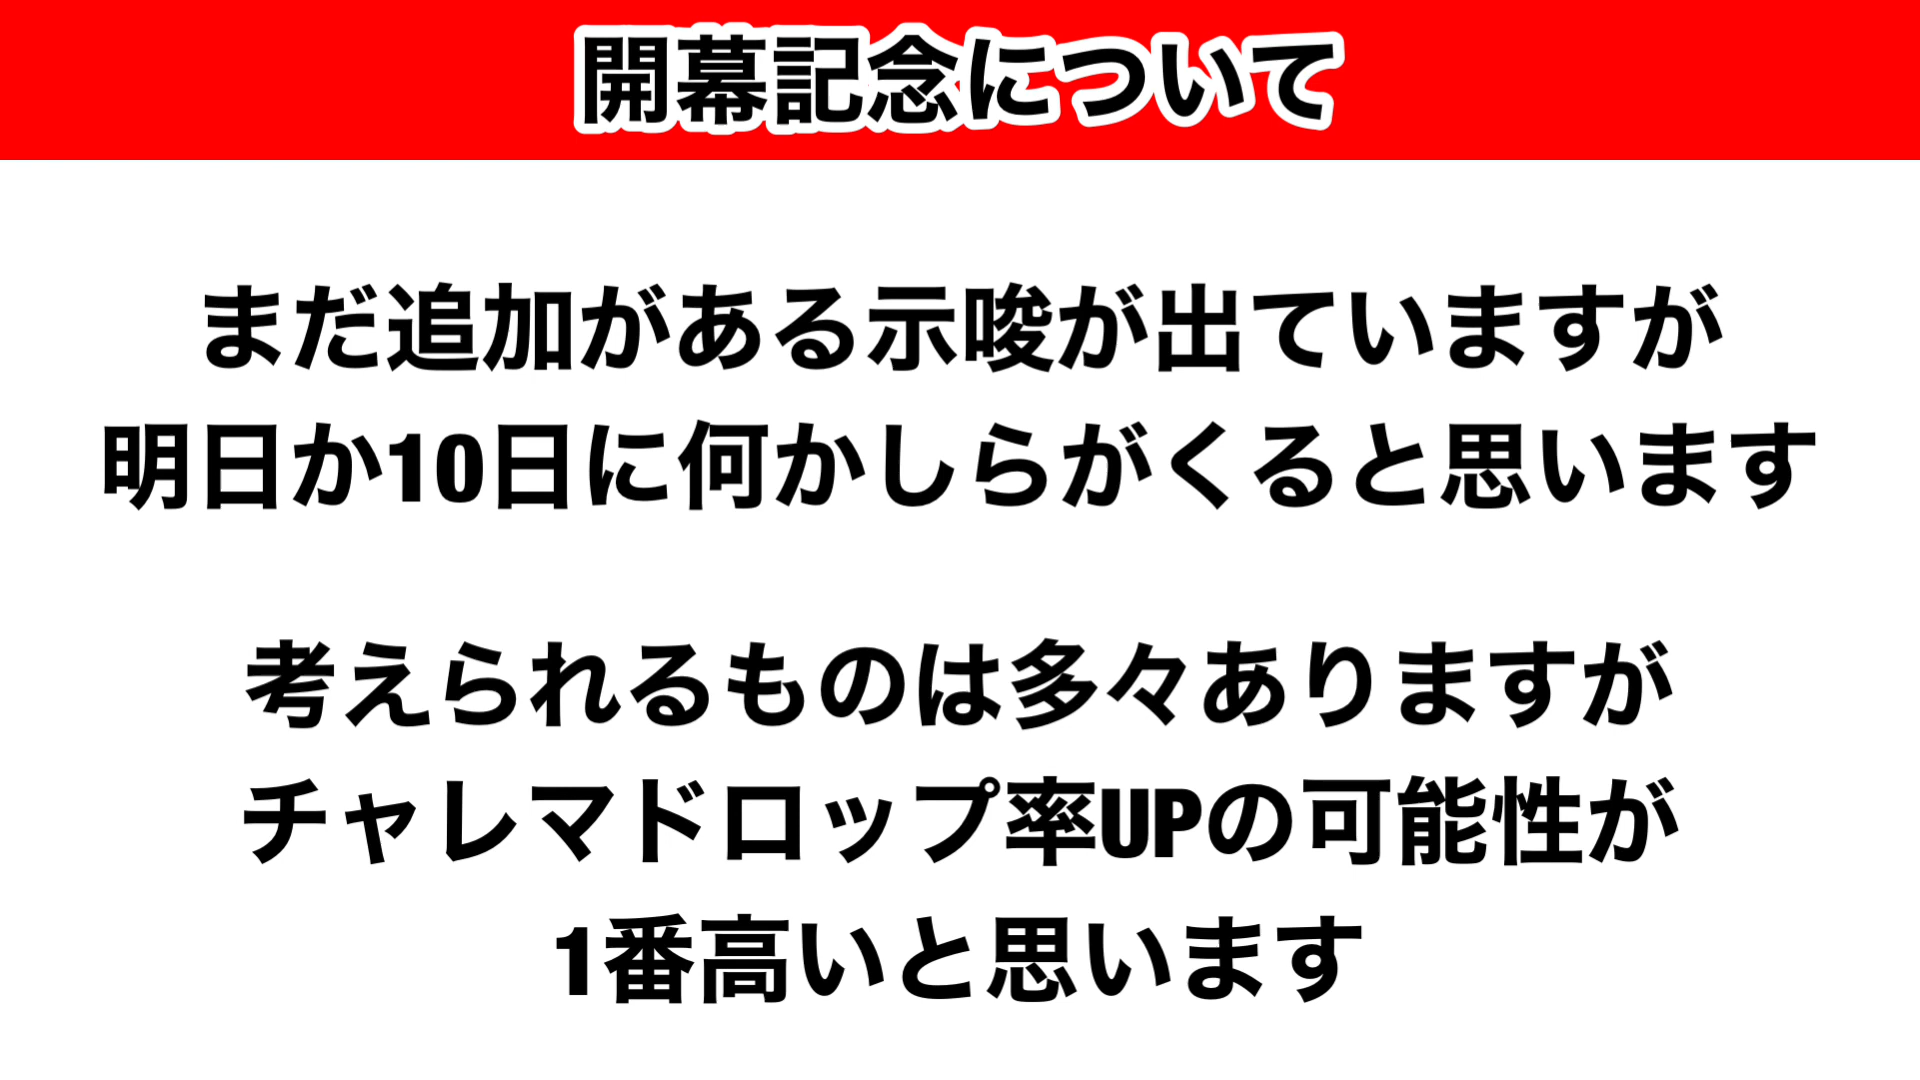 開幕記念について
まだ追加がある示唆が出ていますが
明日か10日に何かしらがくると思います
考えられるものは多々ありますが
チャレマドロップ率UPの可能性が
1番高いと思います